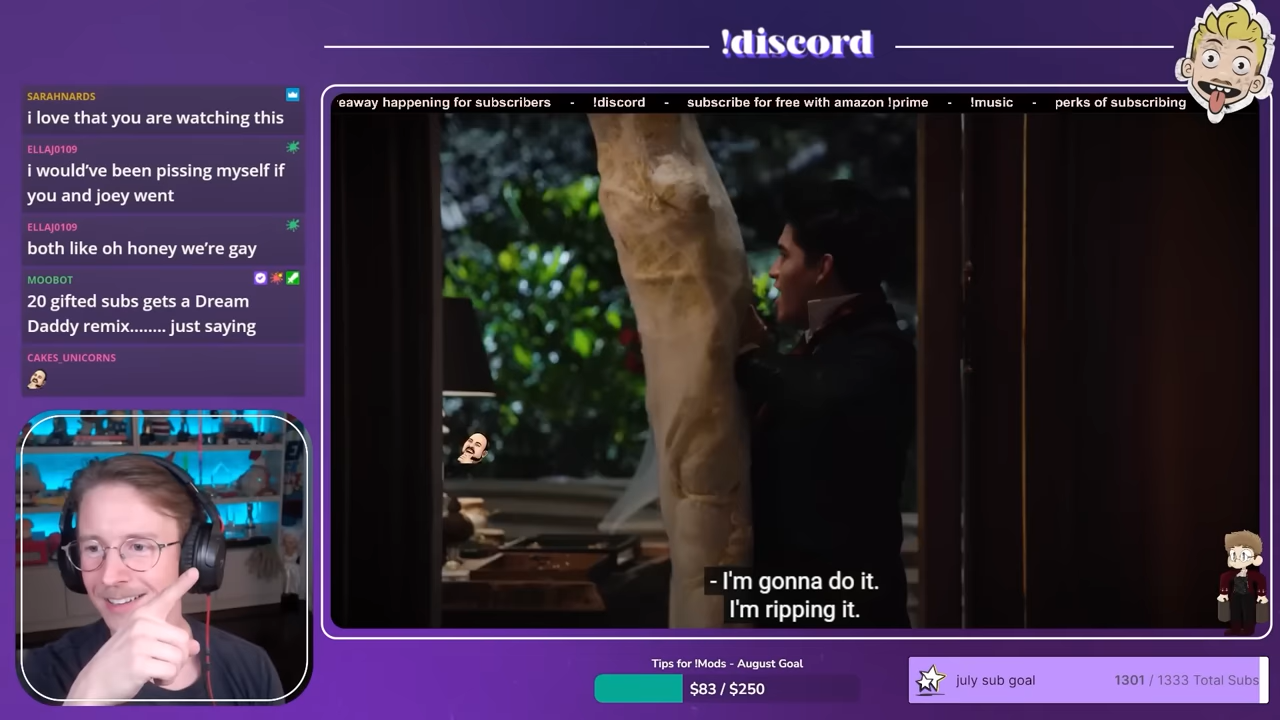 !discord
eaway happening for subscribers - !discord - subscribe for free with amazon !prime - !music - perks of subscribing
SARAHNARDS
i love that you are watching this
ELLAJ0109
i would've been pissing myself if
you and joey went
ELLAJ0109
both like oh honey we're gay
MOOBOT
20 gifted subs gets a Dream
Daddy remix........ just saying
CAKES_UNICORNS
- I'm gonna do it.
I'm ripping it.
Tips for !Mods - August Goal
$83 / $250
july sub goal 1301 / 1333 Total Subs